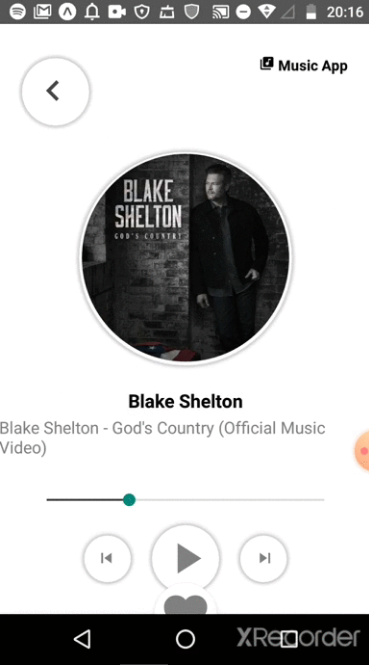 20:16
Music App
BLAKE
SHELTON
GOD'S COUNTRY
Blake Shelton
Blake Shelton - God's Country (Official Music
Video)
XRecorder